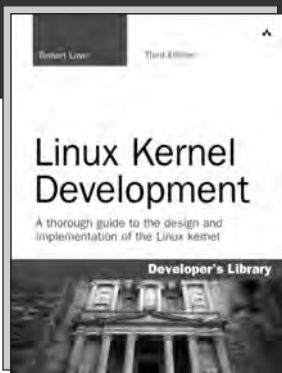 Robert Love
Third Edition
Linux Kernel
Development
A thorough guide to the design and
implementation of the Linux kernel
Developer's Library